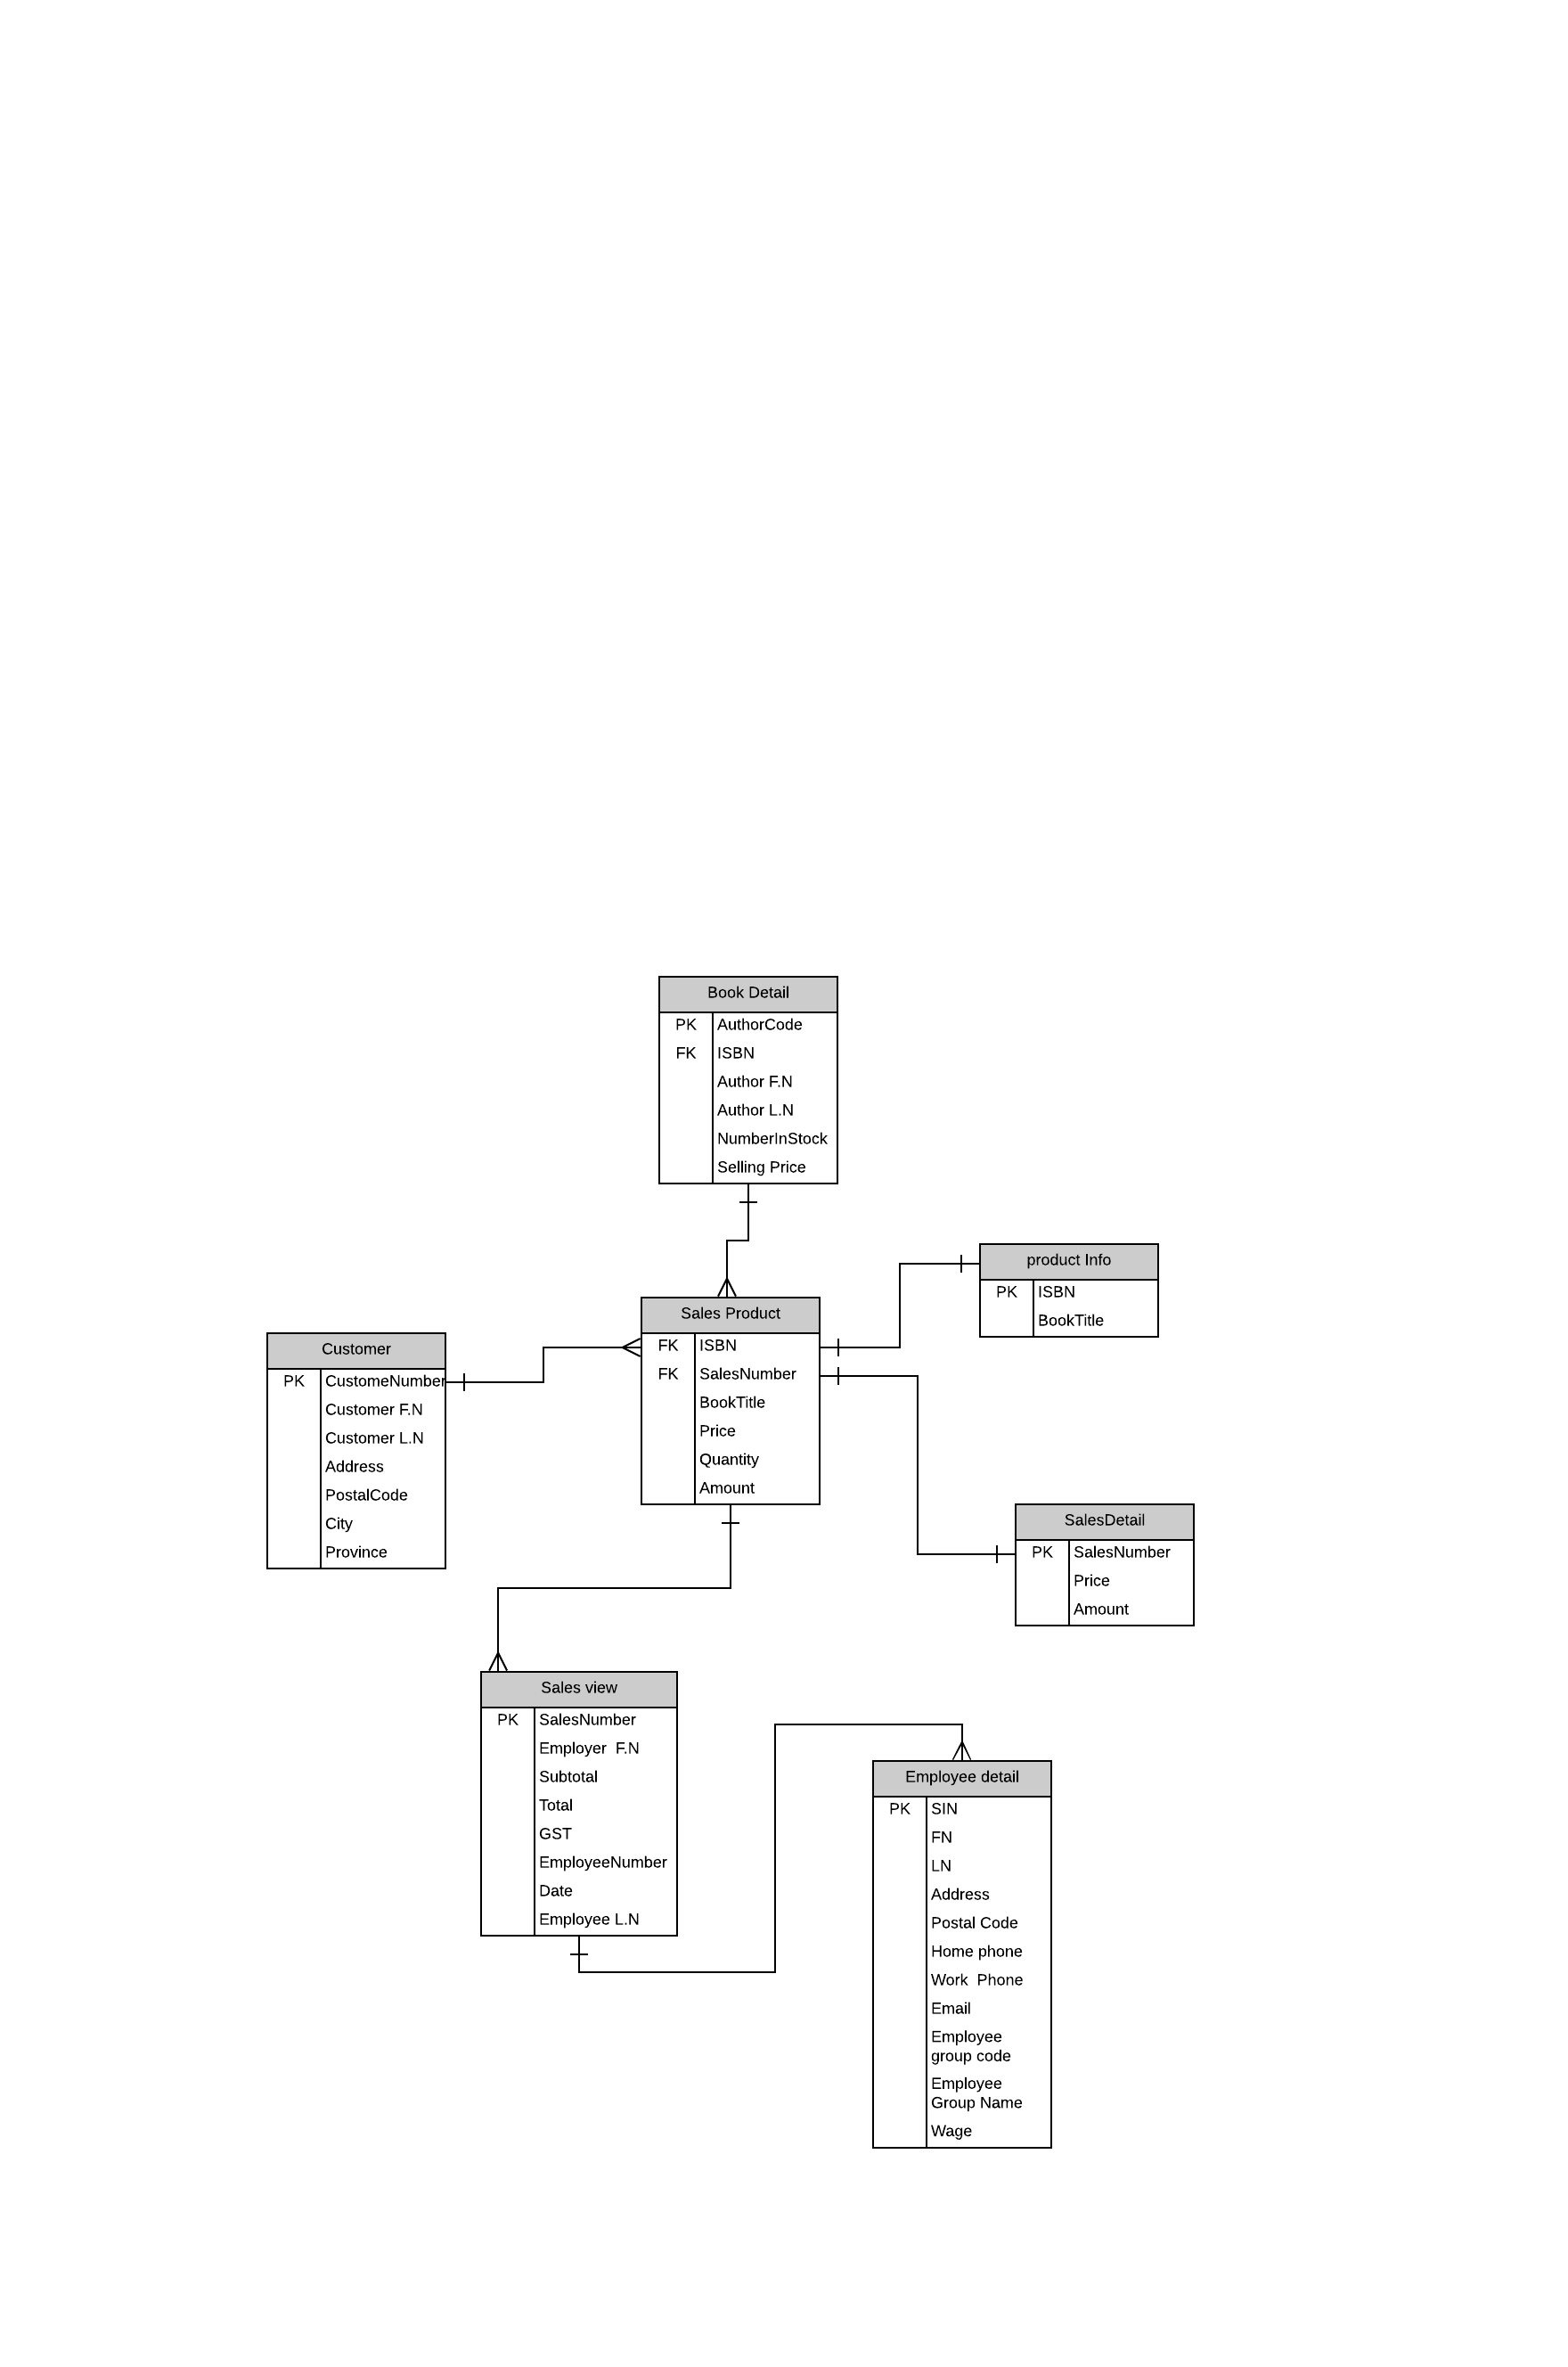 Book Detail
PK AuthorCode
FK ISBN
Author F.N
Author L.N
NumberInStock
Selling Price
product Info
PK ISBN
BookTitle
Sales Product
FK ISBN
FK SalesNumber
BookTitle
Price
Quantity
Amount
Customer
PK CustomeNumber
Customer F.N
Customer L.N
Address
PostalCode
City
Province
SalesDetail
PK SalesNumber
Price
Amount
Sales view
PK SalesNumber
Employer  F.N
Subtotal
Total
GST
EmployeeNumber
Date
Employee L.N
Employee detail
PK SIN
FN
LN
Address
Postal Code
Home phone
Work  Phone
Email
Employee
group code
Employee
Group Name
Wage